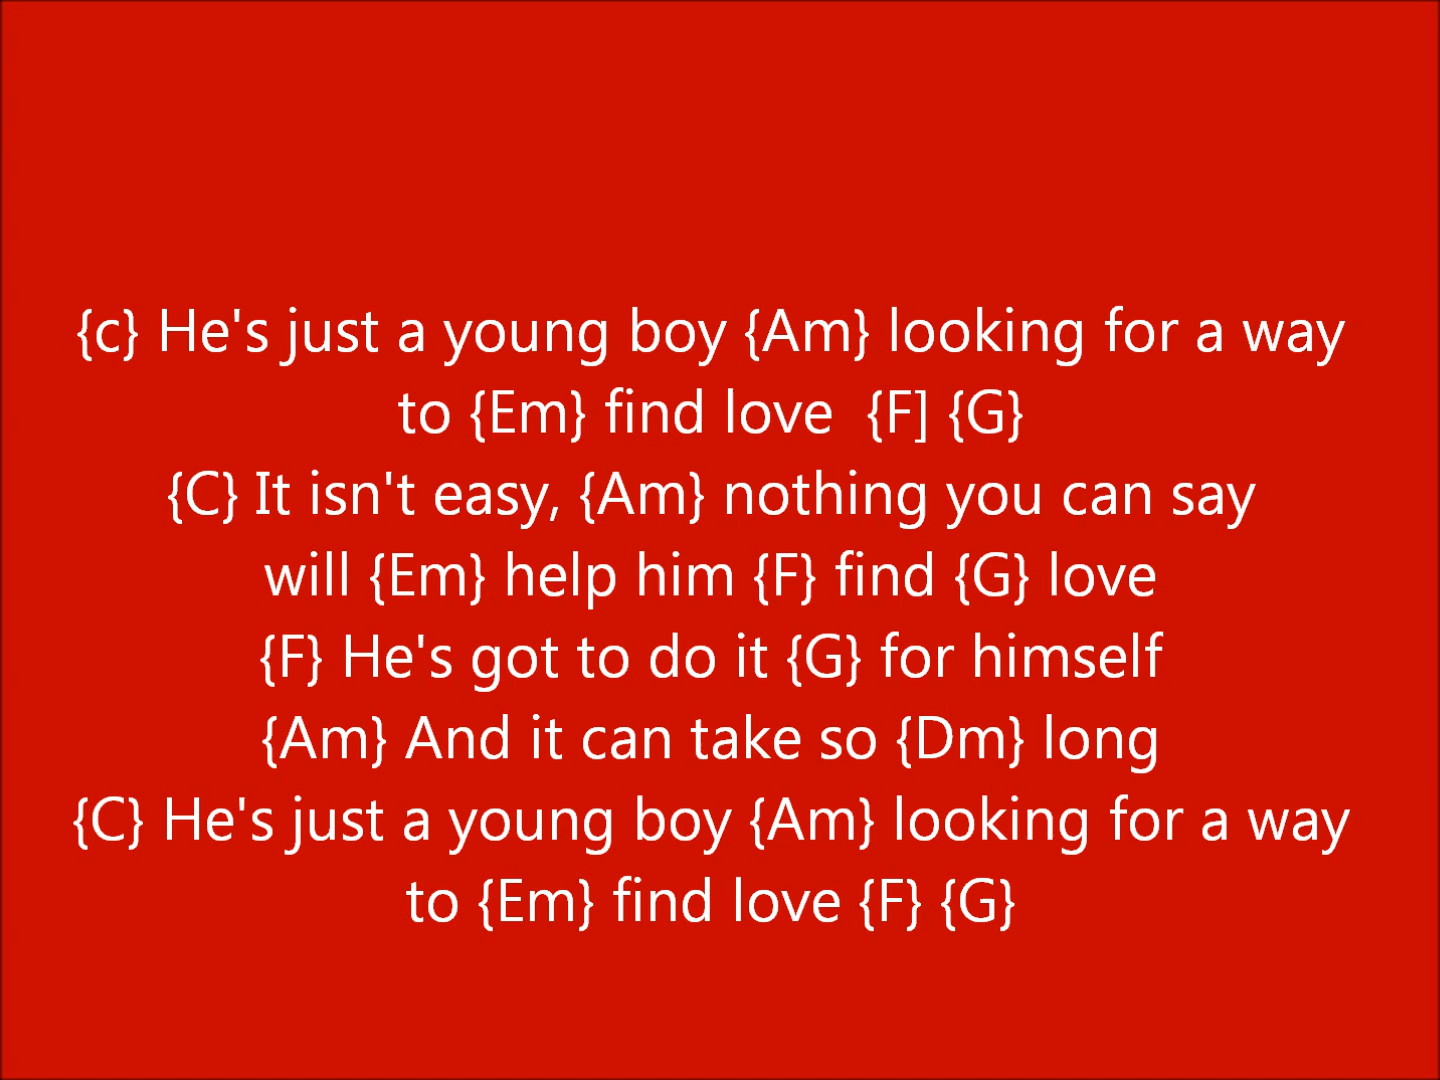 {c} He's just a young boy {Am} looking for a way
to {Em} find love  {F] {G}
{C} It isn't easy, {Am} nothing you can say
will {Em} help him {F} find {G} love
{F} He's got to do it {G} for himself
{Am} And it can take so {Dm} long
{C} He's just a young boy {Am} looking for a way
to {Em} find love {F} {G}